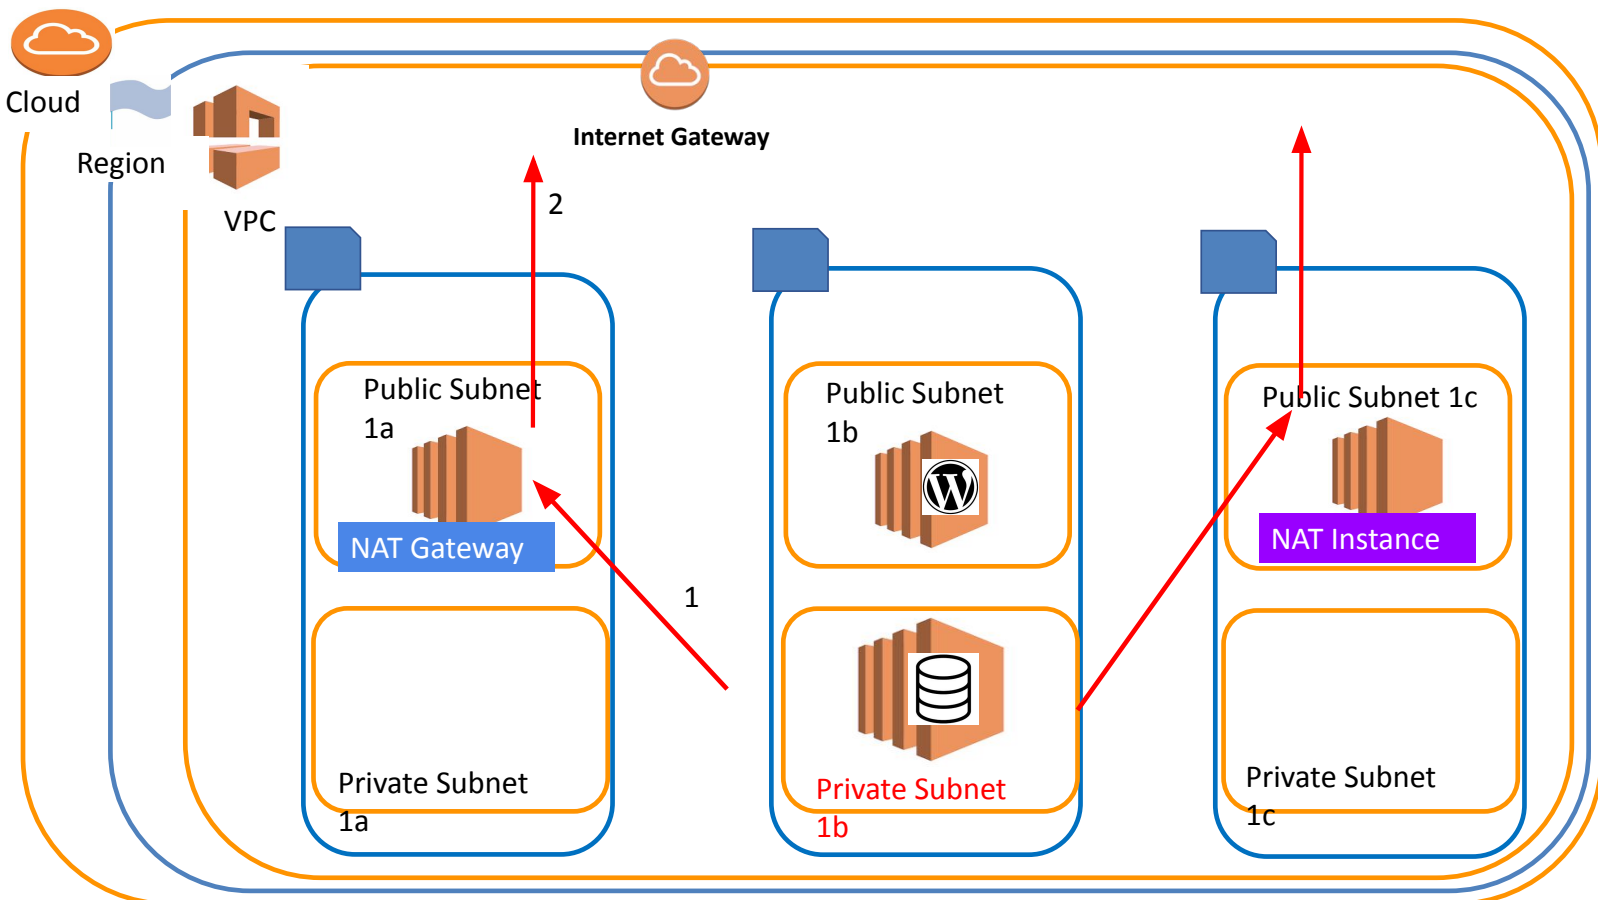 Cloud
Region
VPC
Internet Gateway
2
Public Subnet
1a
NAT Gateway
1
Private Subnet
1a
Public Subnet
1b
W
Private Subnet
1b
Public Subnet 1c
NAT Instance
Private Subnet
1c